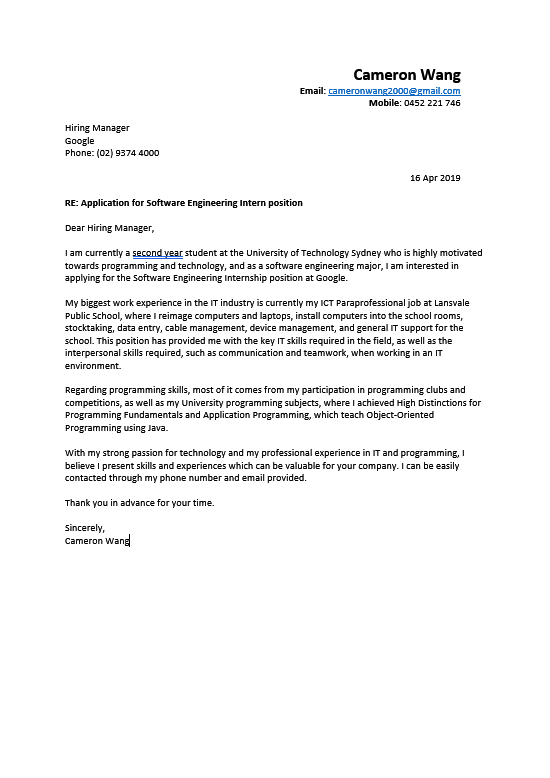 Cameron Wang
Email: cameronwang2000@gmail.com
Mobile: 0452 221 746
Hiring Manager
Google
Phone: (02) 9374 4000
16 Apr 2019
RE: Application for Software Engineering Intern position
Dear Hiring Manager,
I am currently a second year student at the University of Technology Sydney who is highly motivated
towards programming and technology, and as a software engineering major, I am interested in
applying for the Software Engineering Internship position at Google.
My biggest work experience in the IT industry is currently my ICT Paraprofessional job at Lansvale
Public School, where I reimage computers and laptops, install computers into the school rooms,
stocktaking, data entry, cable management, device management, and general IT support for the
school. This position has provided me with the key IT skills required in the field, as well as the
interpersonal skills required, such as communication and teamwork, when working in an IT
environment.
Regarding programming skills, most of it comes from my participation in programming clubs and
competitions, as well as my University programming subjects, where I achieved High Distinctions for
Programming Fundamentals and Application Programming, which teach Object-Oriented
Programming using Java.
With my strong passion for technology and my professional experience in IT and programming, I
believe I present skills and experiences which can be valuable for your company. I can be easily
contacted through my phone number and email provided.
Thank you in advance for your time.
Sincerely,
Cameron Wang